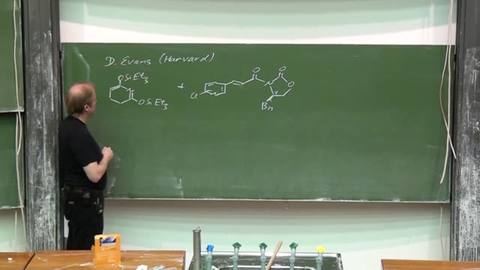 D. Evans (Harvard)
OSiEt3
+
O
O
N
O
Cl
OSiEt3
Bn